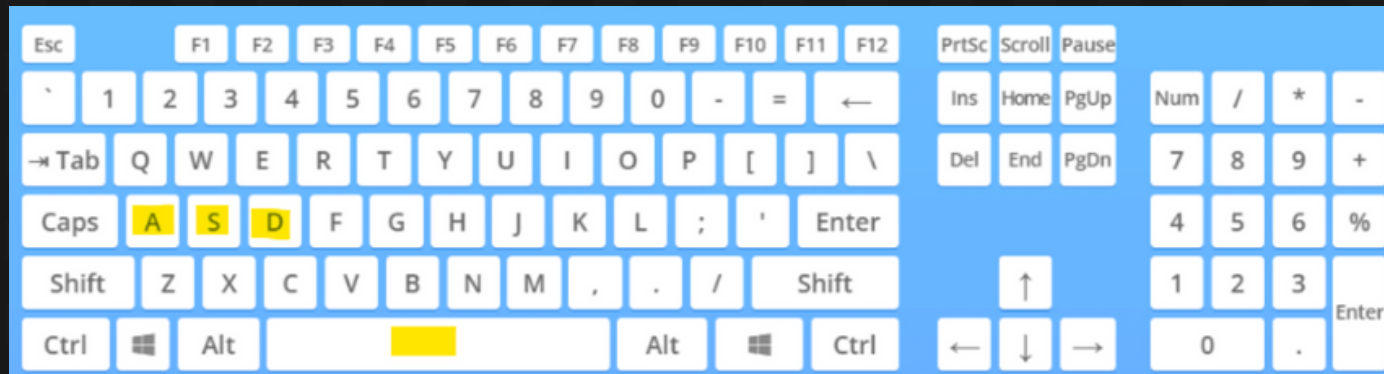 Esc F1 F2 F3 F4 F5 F6 F7 F8 F9 F10 F11 F12 PrtSc Scroll Pause
` 1 2 3 4 5 6 7 8 9 0 - = ← Ins Home PgUp Num / * -
⇥ Tab Q W E R T Y U I O P [ ] \ Del End PgDn 7 8 9 +
Caps A S D F G H J K L ; ' Enter 4 5 6 %
Shift Z X C V B N M , . / Shift ↑ 1 2 3 Enter
Ctrl Alt Alt Ctrl ← ↓ → 0 .